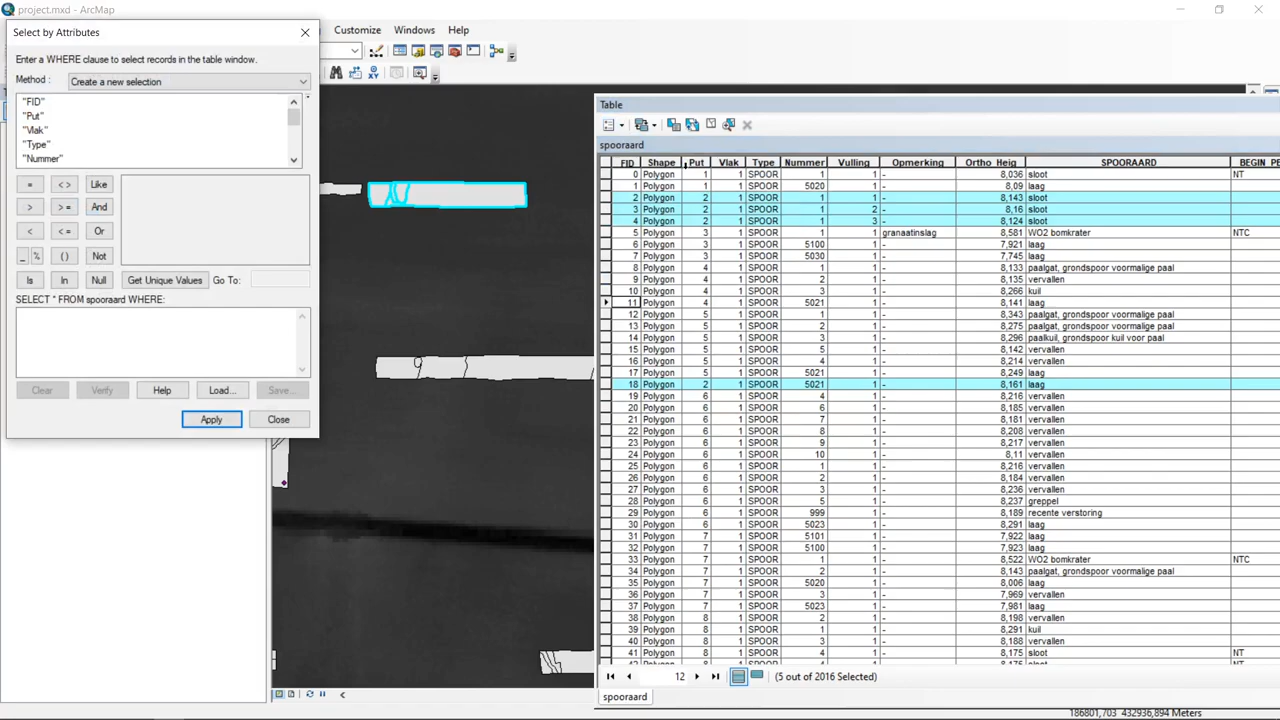 project.mxd - ArcMap
Customize Windows Help
Select by Attributes
Enter a WHERE clause to select records in the table window.
Method : Create a new selection
"FID"
"Put"
"Vlak"
"Type"
"Nummer"
= < > Like
> > = And
< < = Or
_ % ( ) Not
Is In Null Get Unique Values Go To:
SELECT * FROM spooraard WHERE:
Clear Verify Help Load... Save...
Apply Close
Table
spooraard
FID Shape Put Vlak Type Nummer Vulling Opmerking Ortho_Heig SPOORAARD BEGIN_PE
0 Polygon 1 1 SPOOR 1 1 - 8,036 sloot NT
1 Polygon 1 1 SPOOR 5020 1 - 8,09 laag
2 Polygon 2 1 SPOOR 1 1 - 8,143 sloot
3 Polygon 2 1 SPOOR 1 2 - 8,16 sloot
4 Polygon 2 1 SPOOR 1 3 - 8,124 sloot
5 Polygon 3 1 SPOOR 1 1 granaatinslag 8,581 WO2 bomkrater NTC
6 Polygon 3 1 SPOOR 5100 1 - 7,921 laag
7 Polygon 3 1 SPOOR 5030 1 - 7,745 laag
8 Polygon 4 1 SPOOR 1 1 - 8,133 paalgat, grondspoor voormalige paal
9 Polygon 4 1 SPOOR 2 1 - 8,135 vervallen
10 Polygon 4 1 SPOOR 3 1 - 8,266 kuil
11 Polygon 4 1 SPOOR 5021 1 - 8,141 laag
12 Polygon 5 1 SPOOR 1 1 - 8,343 paalgat, grondspoor voormalige paal
13 Polygon 5 1 SPOOR 2 1 - 8,275 paalgat, grondspoor voormalige paal
14 Polygon 5 1 SPOOR 3 1 - 8,296 paalkuil, grondspoor kuil voor paal
15 Polygon 5 1 SPOOR 5 1 - 8,142 vervallen
16 Polygon 5 1 SPOOR 4 1 - 8,214 vervallen
17 Polygon 5 1 SPOOR 5021 1 - 8,249 laag
18 Polygon 2 1 SPOOR 5021 1 - 8,161 laag
19 Polygon 6 1 SPOOR 4 1 - 8,216 vervallen
20 Polygon 6 1 SPOOR 6 1 - 8,185 vervallen
21 Polygon 6 1 SPOOR 7 1 - 8,181 vervallen
22 Polygon 6 1 SPOOR 8 1 - 8,208 vervallen
23 Polygon 6 1 SPOOR 9 1 - 8,217 vervallen
24 Polygon 6 1 SPOOR 10 1 - 8,11 vervallen
25 Polygon 6 1 SPOOR 1 1 - 8,216 vervallen
26 Polygon 6 1 SPOOR 2 1 - 8,184 vervallen
27 Polygon 6 1 SPOOR 3 1 - 8,236 vervallen
28 Polygon 6 1 SPOOR 5 1 - 8,237 greppel
29 Polygon 6 1 SPOOR 999 1 - 8,189 recente verstoring
30 Polygon 6 1 SPOOR 5023 1 - 8,291 laag
31 Polygon 7 1 SPOOR 5101 1 - 7,922 laag
32 Polygon 7 1 SPOOR 5100 1 - 7,923 laag
33 Polygon 7 1 SPOOR 1 1 - 8,522 WO2 bomkrater NTC
34 Polygon 7 1 SPOOR 2 1 - 8,143 paalgat, grondspoor voormalige paal
35 Polygon 7 1 SPOOR 5020 1 - 8,006 laag
36 Polygon 7 1 SPOOR 3 1 - 7,969 vervallen
37 Polygon 7 1 SPOOR 5023 1 - 7,981 laag
38 Polygon 8 1 SPOOR 2 1 - 8,198 vervallen
39 Polygon 8 1 SPOOR 1 1 - 8,291 kuil
40 Polygon 8 1 SPOOR 3 1 - 8,188 vervallen
41 Polygon 8 1 SPOOR 4 1 - 8,175 sloot NT
12 (5 out of 2016 Selected)
spooraard
186801,703 432936,894 Meters